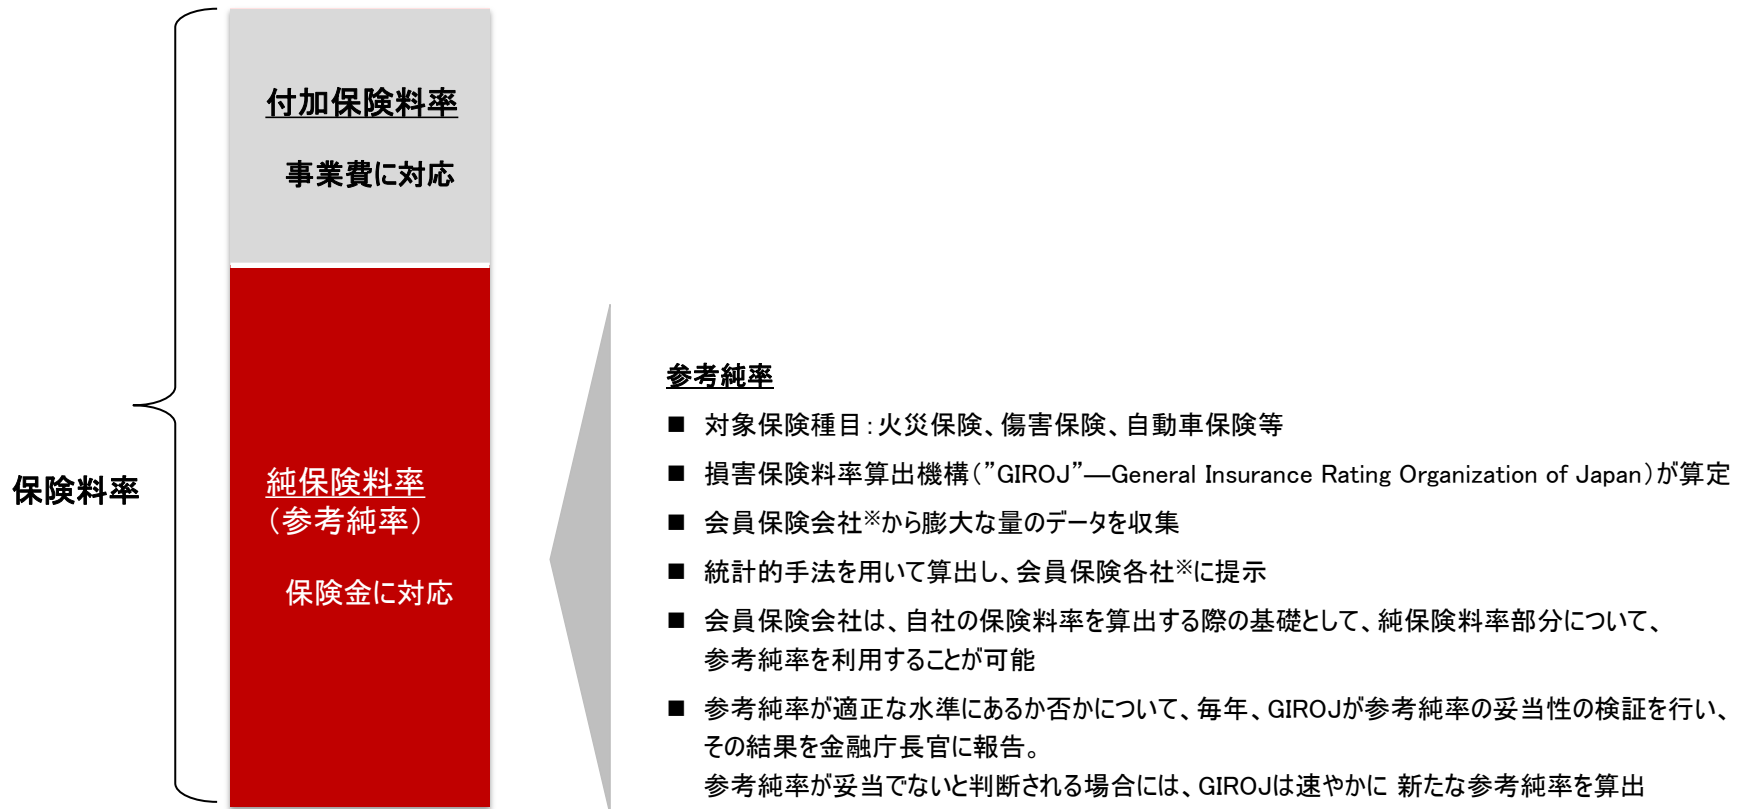 付加保険料率
事業費に対応
保険料率
純保険料率
（参考純率）
保険金に対応
参考純率
■ 対象保険種目：火災保険、傷害保険、自動車保険等
■ 損害保険料率算出機構（”GIROJ”—General Insurance Rating Organization of Japan）が算定
■ 会員保険会社※から膨大な量のデータを収集
■ 統計的手法を用いて算出し、会員保険各社※に提示
■ 会員保険会社は、自社の保険料率を算出する際の基礎として、純保険料率部分について、
参考純率を利用することが可能
■ 参考純率が適正な水準にあるか否かについて、毎年、GIROJが参考純率の妥当性の検証を行い、
その結果を金融庁長官に報告。
参考純率が妥当でないと判断される場合には、GIROJは速やかに 新たな参考純率を算出